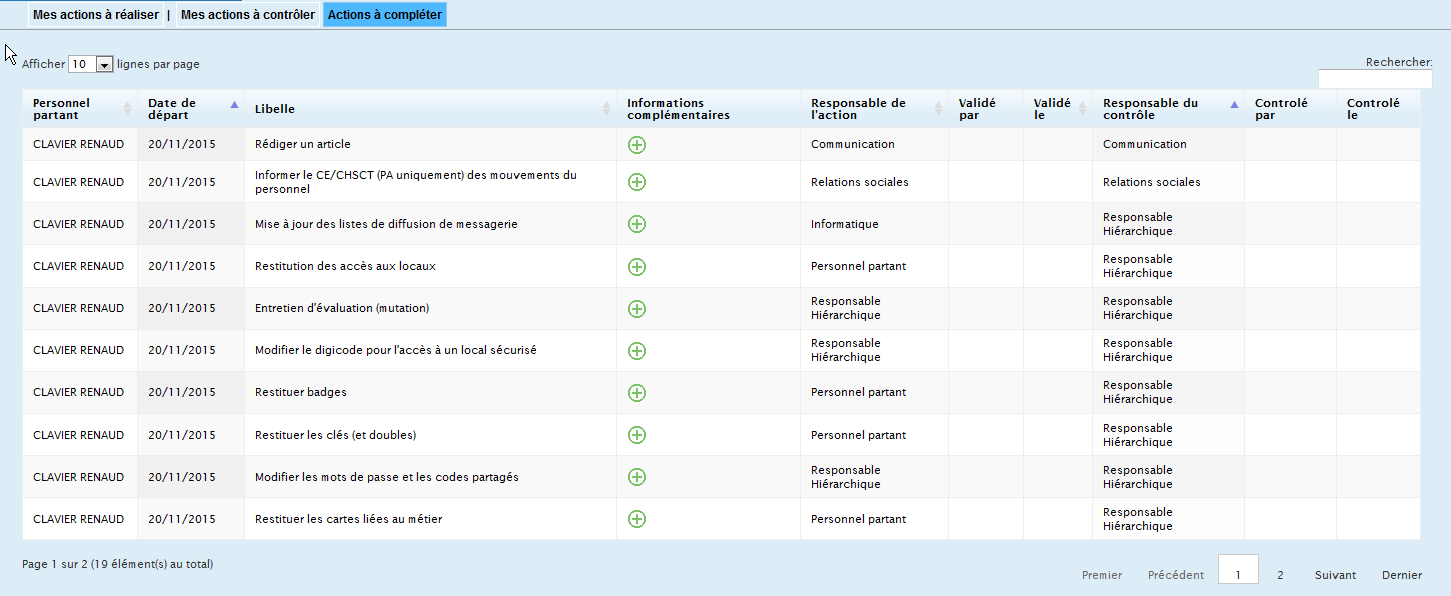 Mes actions à réaliser | Mes actions à contrôler Actions à compléter
Afficher 10 lignes par page
Rechercher:
Personnel partant Date de départ Libelle Informations complémentaires Responsable de l'action Validé par Validé le Responsable du contrôle Controlé par Controlé le
CLAVIER RENAUD 20/11/2015 Rédiger un article Communication Communication
CLAVIER RENAUD 20/11/2015 Informer le CE/CHSCT (PA uniquement) des mouvements du personnel Relations sociales Relations sociales
CLAVIER RENAUD 20/11/2015 Mise à jour des listes de diffusion de messagerie Informatique Responsable Hiérarchique
CLAVIER RENAUD 20/11/2015 Restitution des accès aux locaux Personnel partant Responsable Hiérarchique
CLAVIER RENAUD 20/11/2015 Entretien d'évaluation (mutation) Responsable Hiérarchique Responsable Hiérarchique
CLAVIER RENAUD 20/11/2015 Modifier le digicode pour l'accès à un local sécurisé Responsable Hiérarchique Responsable Hiérarchique
CLAVIER RENAUD 20/11/2015 Restituer badges Personnel partant Responsable Hiérarchique
CLAVIER RENAUD 20/11/2015 Restituer les clés (et doubles) Personnel partant Responsable Hiérarchique
CLAVIER RENAUD 20/11/2015 Modifier les mots de passe et les codes partagés Responsable Hiérarchique Responsable Hiérarchique
CLAVIER RENAUD 20/11/2015 Restituer les cartes liées au métier Personnel partant Responsable Hiérarchique
Page 1 sur 2 (19 élément(s) au total)
Premier Précédent 1 2 Suivant Dernier